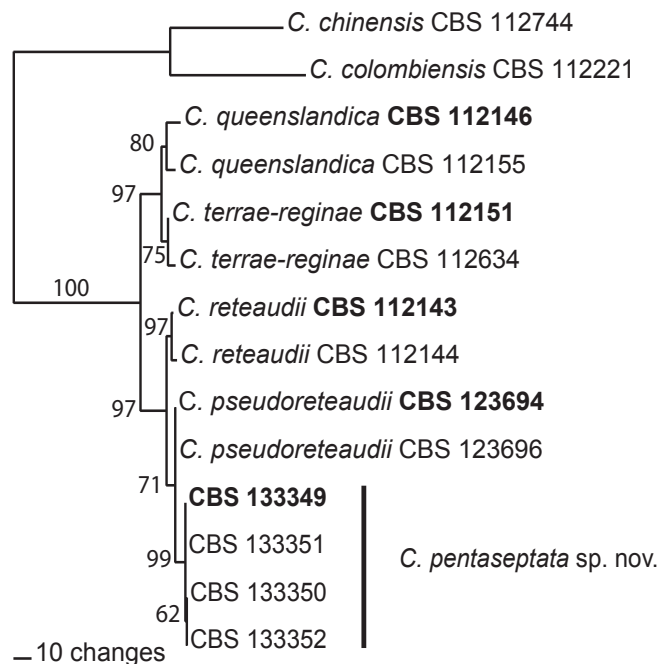 C. chinensis CBS 112744
C. colombiensis CBS 112221
C. queenslandica CBS 112146
80
C. queenslandica CBS 112155
97
C. terrae-reginae CBS 112151
75
C. terrae-reginae CBS 112634
100
C. reteaudii CBS 112143
97
C. reteaudii CBS 112144
97
C. pseudoreteaudii CBS 123694
C. pseudoreteaudii CBS 123696
71
CBS 133349
CBS 133351
99
C. pentaseptata sp. nov.
CBS 133350
62
CBS 133352
10 changes